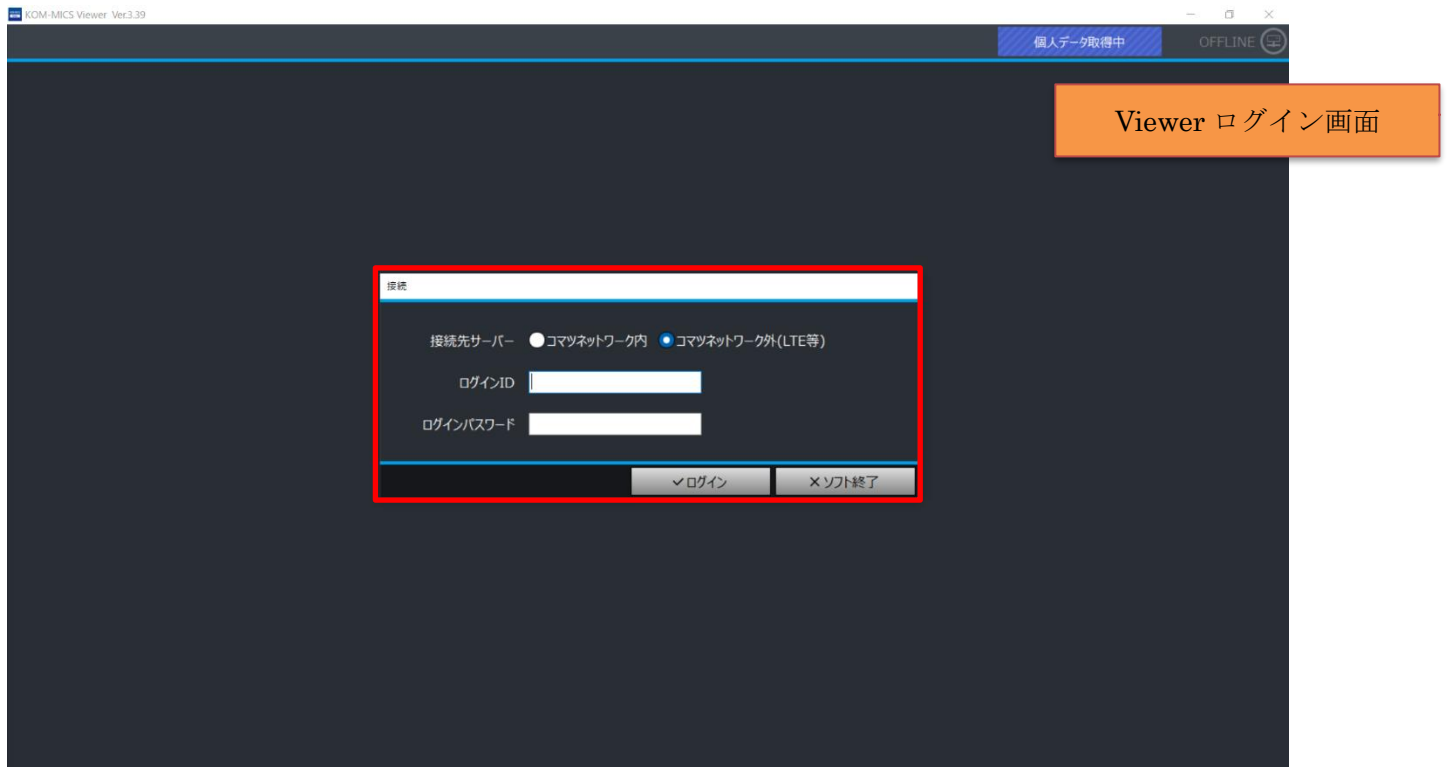 KOM-MICS Viewer Ver.3.39
個人データ取得中
OFFLINE
Viewer ログイン画面
接続
接続先サーバー コマツネットワーク内 コマツネットワーク外(LTE等)
ログインID
ログインパスワード
✓ログイン ×ソフト終了